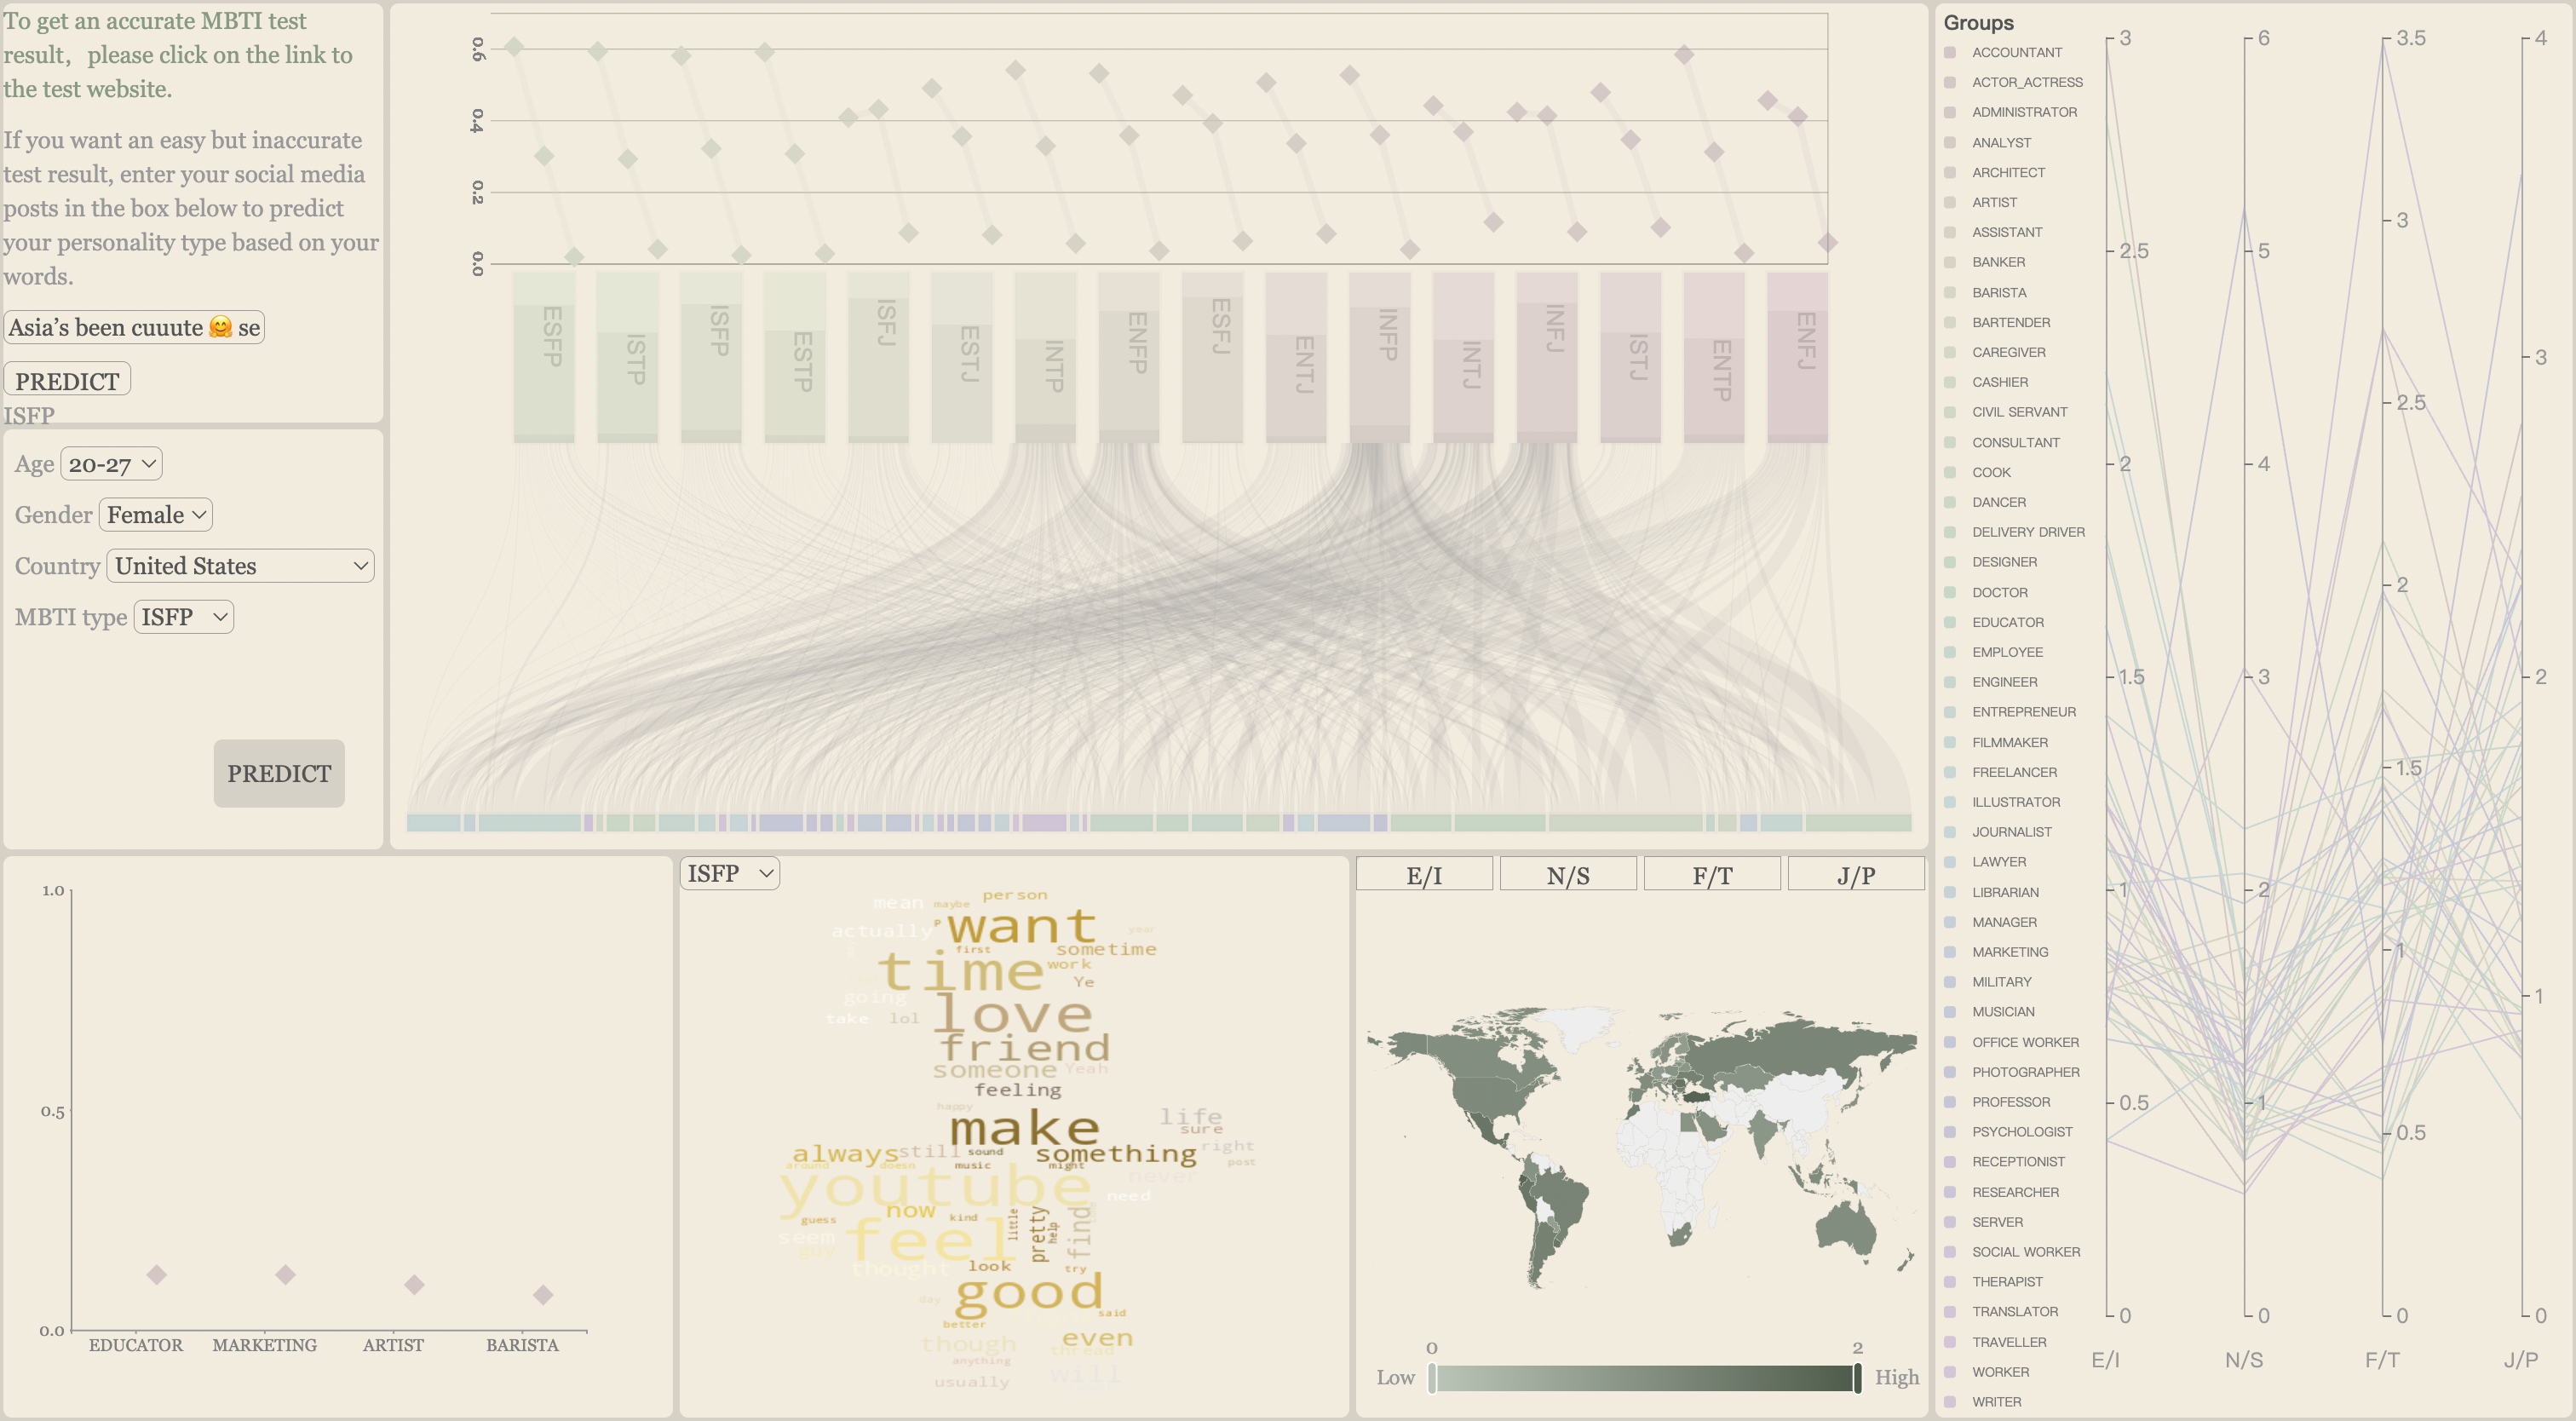 To get an accurate MBTI test
result, please click on the link to
the test website.
If you want an easy but inaccurate
test result, enter your social media
posts in the box below to predict
your personality type based on your
words.
Asia’s been cuuute 🤗 se
PREDICT
ISFP
Age 20-27
Gender Female
Country United States
MBTI type ISFP
PREDICT
0.6
0.4
0.2
0.0
ESFP
ISTP
ISFP
ESTP
ISFJ
ESTJ
INTP
ENFP
ESFJ
ENTJ
INFP
INTJ
INFJ
ISTJ
ENTP
ENFJ
1.0
0.5
0.0
EDUCATOR MARKETING ARTIST BARISTA
ISFP
person
mean maybe
want
actually
year
first sometime
time work
Ye
going
take lol
love
friend
someone Yeah
feeling
happy
make life
sure
always still sound something right
around doesn music might post
youtube never
need
now
guess kind
little
pretty
help
find
seem feel
guy
thought look try
good
day
said
better
though even
thread
anything
will
usually
E/I N/S F/T J/P
0 2
Low High
Groups
ACCOUNTANT
ACTOR_ACTRESS
ADMINISTRATOR
ANALYST
ARCHITECT
ARTIST
ASSISTANT
BANKER
BARISTA
BARTENDER
CAREGIVER
CASHIER
CIVIL SERVANT
CONSULTANT
COOK
DANCER
DELIVERY DRIVER
DESIGNER
DOCTOR
EDUCATOR
EMPLOYEE
ENGINEER
ENTREPRENEUR
FILMMAKER
FREELANCER
ILLUSTRATOR
JOURNALIST
LAWYER
LIBRARIAN
MANAGER
MARKETING
MILITARY
MUSICIAN
OFFICE WORKER
PHOTOGRAPHER
PROFESSOR
PSYCHOLOGIST
RECEPTIONIST
RESEARCHER
SERVER
SOCIAL WORKER
THERAPIST
TRANSLATOR
TRAVELLER
WORKER
WRITER
3
2.5
2
1.5
1
0.5
0
E/I
6
5
4
3
2
1
0
N/S
3.5
3
2.5
2
1.5
1
0.5
0
F/T
4
3
2
1
0
J/P